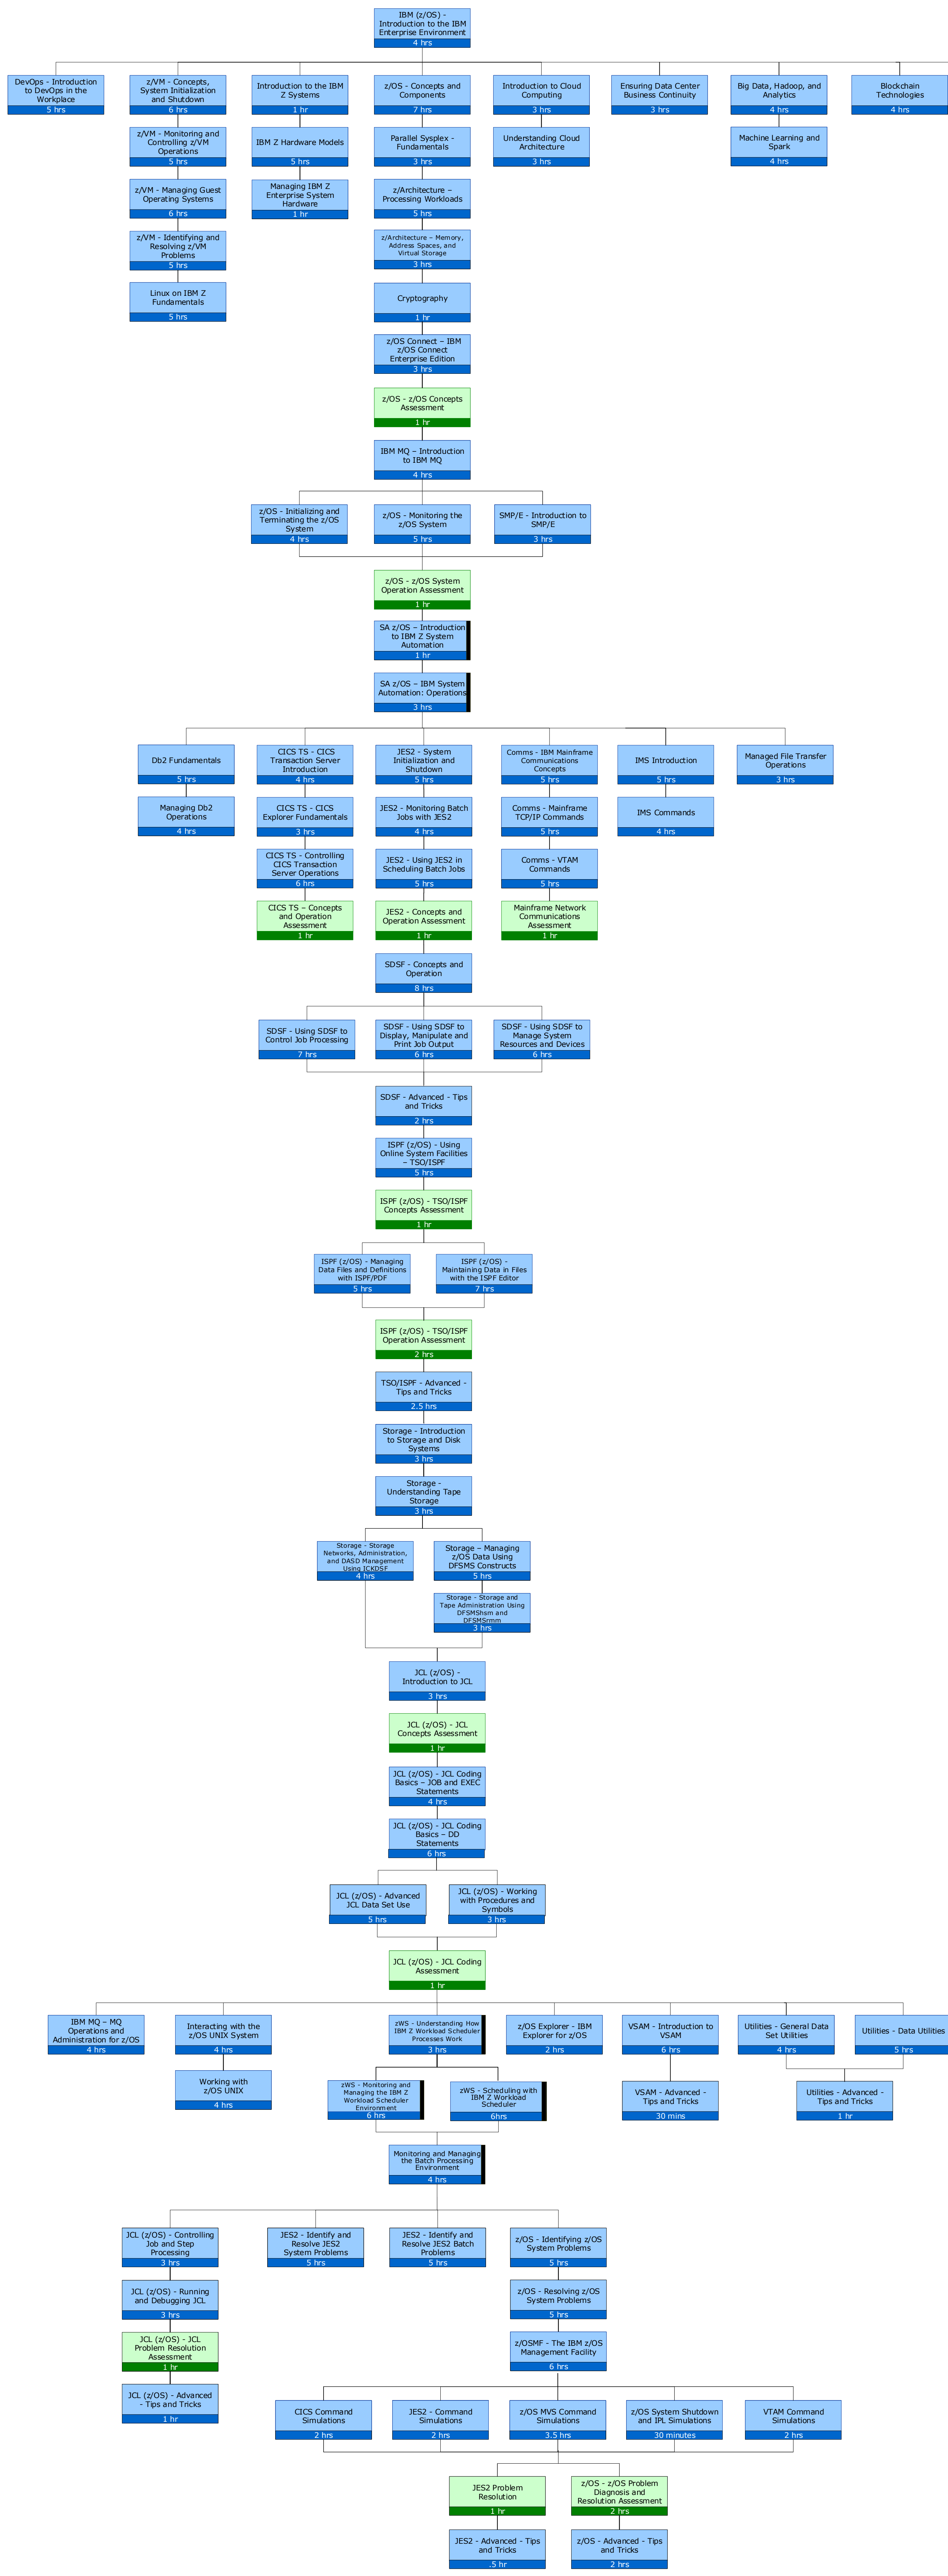 IBM (z/OS) -
Introduction to the IBM
Enterprise Environment
4 hrs
DevOps - Introduction
to DevOps in the
Workplace
5 hrs
z/VM - Concepts,
System Initialization
and Shutdown
6 hrs
Introduction to the IBM
Z Systems
1 hr
z/OS - Concepts and
Components
7 hrs
Introduction to Cloud
Computing
3 hrs
Ensuring Data Center
Business Continuity
3 hrs
Big Data, Hadoop, and
Analytics
4 hrs
Blockchain
Technologies
4 hrs
z/VM - Monitoring and
Controlling z/VM
Operations
5 hrs
IBM Z Hardware Models
5 hrs
Parallel Sysplex -
Fundamentals
3 hrs
Understanding Cloud
Architecture
3 hrs
Machine Learning and
Spark
4 hrs
z/VM - Managing Guest
Operating Systems
6 hrs
Managing IBM Z
Enterprise System
Hardware
1 hr
z/Architecture –
Processing Workloads
5 hrs
z/VM - Identifying and
Resolving z/VM
Problems
5 hrs
z/Architecture – Memory,
Address Spaces, and
Virtual Storage
3 hrs
Linux on IBM Z
Fundamentals
5 hrs
Cryptography
1 hr
z/OS Connect – IBM
z/OS Connect
Enterprise Edition
3 hrs
z/OS - z/OS Concepts
Assessment
1 hr
IBM MQ – Introduction
to IBM MQ
4 hrs
z/OS - Initializing and
Terminating the z/OS
System
4 hrs
z/OS - Monitoring the
z/OS System
5 hrs
SMP/E - Introduction to
SMP/E
3 hrs
z/OS - z/OS System
Operation Assessment
1 hr
SA z/OS – Introduction
to IBM Z System
Automation
1 hr
SA z/OS – IBM System
Automation: Operations
3 hrs
Db2 Fundamentals
5 hrs
CICS TS - CICS
Transaction Server
Introduction
4 hrs
JES2 - System
Initialization and
Shutdown
5 hrs
Comms - IBM Mainframe
Communications
Concepts
5 hrs
IMS Introduction
5 hrs
Managed File Transfer
Operations
3 hrs
Managing Db2
Operations
4 hrs
CICS TS - CICS
Explorer Fundamentals
3 hrs
JES2 - Monitoring Batch
Jobs with JES2
4 hrs
Comms - Mainframe
TCP/IP Commands
5 hrs
IMS Commands
4 hrs
CICS TS - Controlling
CICS Transaction
Server Operations
6 hrs
JES2 - Using JES2 in
Scheduling Batch Jobs
5 hrs
Comms - VTAM
Commands
5 hrs
CICS TS – Concepts
and Operation
Assessment
1 hr
JES2 - Concepts and
Operation Assessment
1 hr
Mainframe Network
Communications
Assessment
1 hr
SDSF - Concepts and
Operation
8 hrs
SDSF - Using SDSF to
Control Job Processing
7 hrs
SDSF - Using SDSF to
Display, Manipulate and
Print Job Output
6 hrs
SDSF - Using SDSF to
Manage System
Resources and Devices
6 hrs
SDSF - Advanced - Tips
and Tricks
2 hrs
ISPF (z/OS) - Using
Online System Facilities
– TSO/ISPF
5 hrs
ISPF (z/OS) - TSO/ISPF
Concepts Assessment
1 hr
ISPF (z/OS) - Managing
Data Files and Definitions
with ISPF/PDF
5 hrs
ISPF (z/OS) -
Maintaining Data in Files
with the ISPF Editor
7 hrs
ISPF (z/OS) - TSO/ISPF
Operation Assessment
2 hrs
TSO/ISPF - Advanced -
Tips and Tricks
2.5 hrs
Storage - Introduction
to Storage and Disk
Systems
3 hrs
Storage -
Understanding Tape
Storage
3 hrs
Storage - Storage
Networks, Administration,
and DASD Management
Using ICKDSF
4 hrs
Storage – Managing
z/OS Data Using
DFSMS Constructs
5 hrs
Storage - Storage and
Tape Administration Using
DFSMShsm and
DFSMSrmm
3 hrs
JCL (z/OS) -
Introduction to JCL
3 hrs
JCL (z/OS) - JCL
Concepts Assessment
1 hr
JCL (z/OS) - JCL Coding
Basics – JOB and EXEC
Statements
4 hrs
JCL (z/OS) - JCL Coding
Basics – DD
Statements
6 hrs
JCL (z/OS) - Advanced
JCL Data Set Use
5 hrs
JCL (z/OS) - Working
with Procedures and
Symbols
3 hrs
JCL (z/OS) - JCL Coding
Assessment
1 hr
IBM MQ – MQ
Operations and
Administration for z/OS
4 hrs
Interacting with the
z/OS UNIX System
4 hrs
zWS - Understanding How
IBM Z Workload Scheduler
Processes Work
3 hrs
z/OS Explorer - IBM
Explorer for z/OS
2 hrs
VSAM - Introduction to
VSAM
6 hrs
Utilities - General Data
Set Utilities
4 hrs
Utilities - Data Utilities
5 hrs
Working with
z/OS UNIX
4 hrs
zWS - Monitoring and
Managing the IBM Z
Workload Scheduler
Environment
6 hrs
zWS - Scheduling with
IBM Z Workload
Scheduler
6hrs
VSAM - Advanced -
Tips and Tricks
30 mins
Utilities - Advanced -
Tips and Tricks
1 hr
Monitoring and Managing
the Batch Processing
Environment
4 hrs
JCL (z/OS) - Controlling
Job and Step
Processing
3 hrs
JES2 - Identify and
Resolve JES2
System Problems
5 hrs
JES2 - Identify and
Resolve JES2 Batch
Problems
5 hrs
z/OS - Identifying z/OS
System Problems
5 hrs
JCL (z/OS) - Running
and Debugging JCL
3 hrs
z/OS - Resolving z/OS
System Problems
5 hrs
JCL (z/OS) - JCL
Problem Resolution
Assessment
1 hr
z/OSMF - The IBM z/OS
Management Facility
6 hrs
JCL (z/OS) - Advanced
- Tips and Tricks
1 hr
CICS Command
Simulations
2 hrs
JES2 - Command
Simulations
2 hrs
z/OS MVS Command
Simulations
3.5 hrs
z/OS System Shutdown
and IPL Simulations
30 minutes
VTAM Command
Simulations
2 hrs
JES2 Problem
Resolution
1 hr
z/OS - z/OS Problem
Diagnosis and
Resolution Assessment
2 hrs
JES2 - Advanced - Tips
and Tricks
.5 hr
z/OS - Advanced - Tips
and Tricks
2 hrs